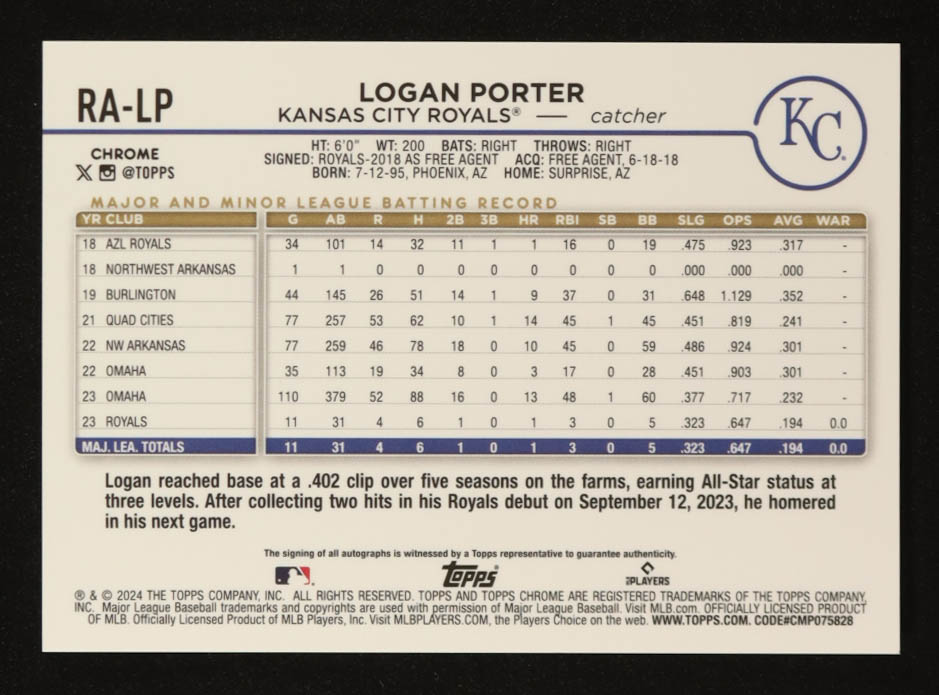 RA-LP
LOGAN PORTER
KANSAS CITY ROYALS® — catcher
KC
CHROME
@TOPPS
HT: 6'0" WT: 200 BATS: RIGHT THROWS: RIGHT
SIGNED: ROYALS-2018 AS FREE AGENT ACQ: FREE AGENT, 6-18-18
BORN: 7-12-95, PHOENIX, AZ HOME: SURPRISE, AZ
MAJOR AND MINOR LEAGUE BATTING RECORD
YR CLUB G AB R H 2B 3B HR RBI SB BB SLG OPS AVG WAR
18 AZL ROYALS 34 101 14 32 11 1 1 16 0 19 .475 .923 .317 -
18 NORTHWEST ARKANSAS 1 1 0 0 0 0 0 0 0 0 .000 .000 .000 -
19 BURLINGTON 44 145 26 51 14 1 9 37 0 31 .648 1.129 .352 -
21 QUAD CITIES 77 257 53 62 10 1 14 45 1 45 .451 .819 .241 -
22 NW ARKANSAS 77 259 46 78 18 0 10 45 0 59 .486 .924 .301 -
22 OMAHA 35 113 19 34 8 0 3 17 0 28 .451 .903 .301 -
23 OMAHA 110 379 52 88 16 0 13 48 1 60 .377 .717 .232 -
23 ROYALS 11 31 4 6 1 0 1 3 0 5 .323 .647 .194 0.0
MAJ. LEA. TOTALS 11 31 4 6 1 0 1 3 0 5 .323 .647 .194 0.0
Logan reached base at a .402 clip over five seasons on the farms, earning All-Star status at
three levels. After collecting two hits in his Royals debut on September 12, 2023, he homered
in his next game.
The signing of all autographs is witnessed by a Topps representative to guarantee authenticity.
Topps®
PLAYERS
® & © 2024 THE TOPPS COMPANY, INC. ALL RIGHTS RESERVED. TOPPS AND TOPPS CHROME ARE REGISTERED TRADEMARKS OF THE TOPPS COMPANY,
INC. Major League Baseball trademarks and copyrights are used with permission of Major League Baseball. Visit MLB.com. OFFICIALLY LICENSED PRODUCT
OF MLB. Officially Licensed Product of MLB Players, Inc. Visit MLBPLAYERS.COM, the Players Choice on the web. WWW.TOPPS.COM. CODE#CMP075828